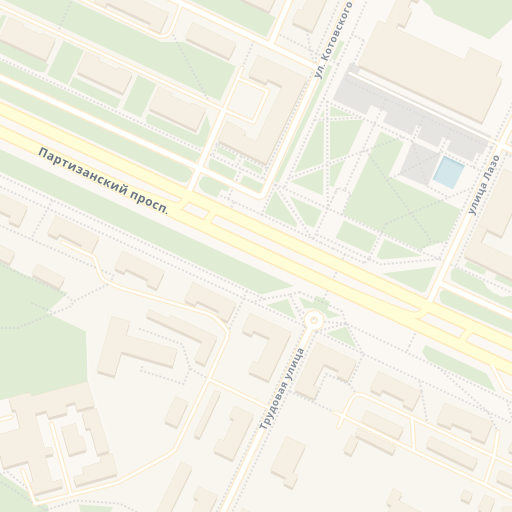 ул. Котовского
Партизанский просп.
улица Лазо
Трудовая улица